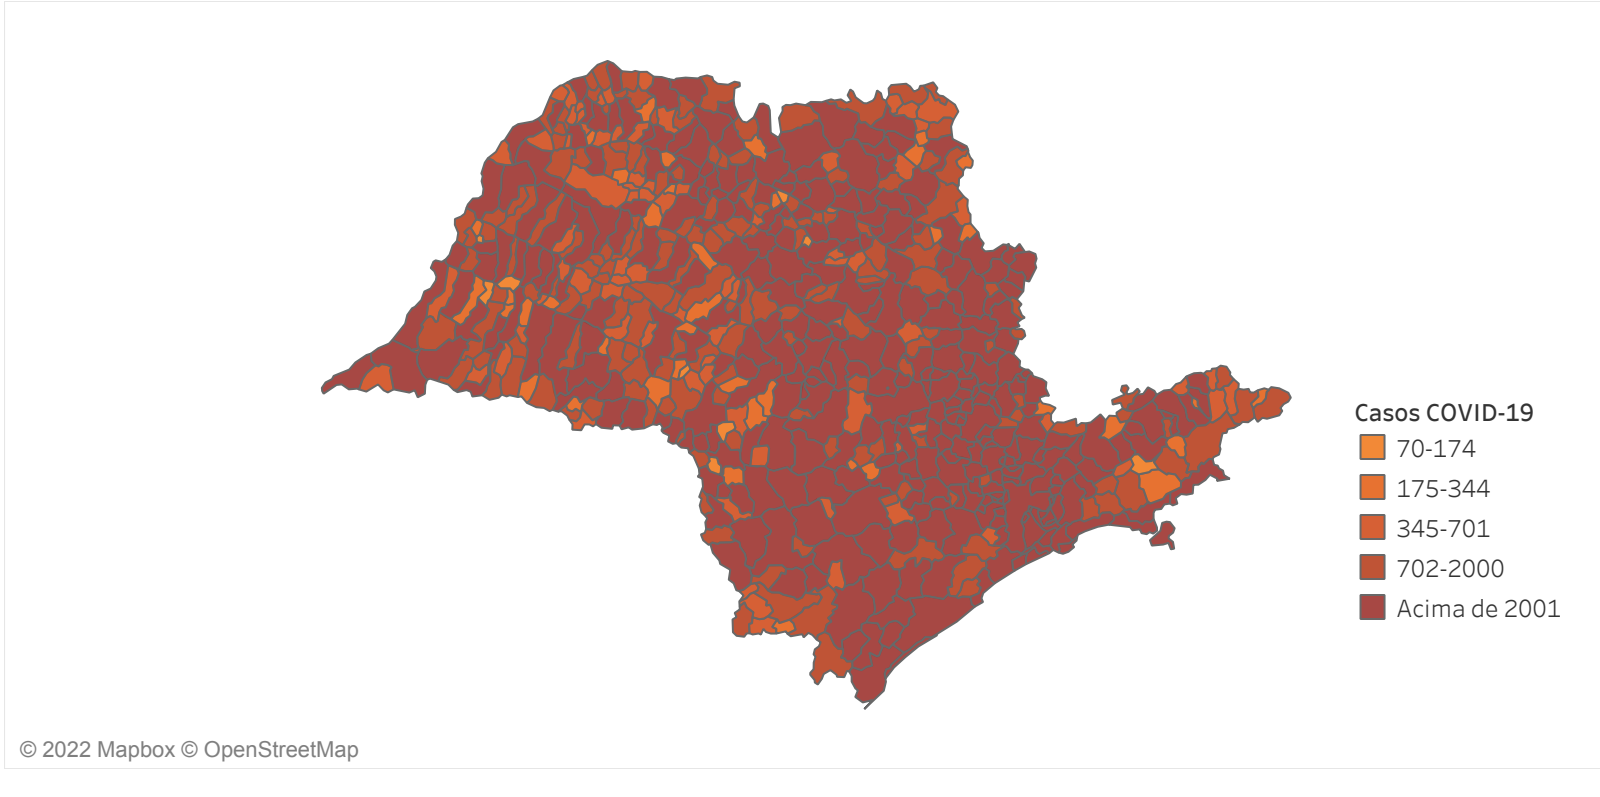 Casos COVID-19
70-174
175-344
345-701
702-2000
Acima de 2001
© 2022 Mapbox © OpenStreetMap